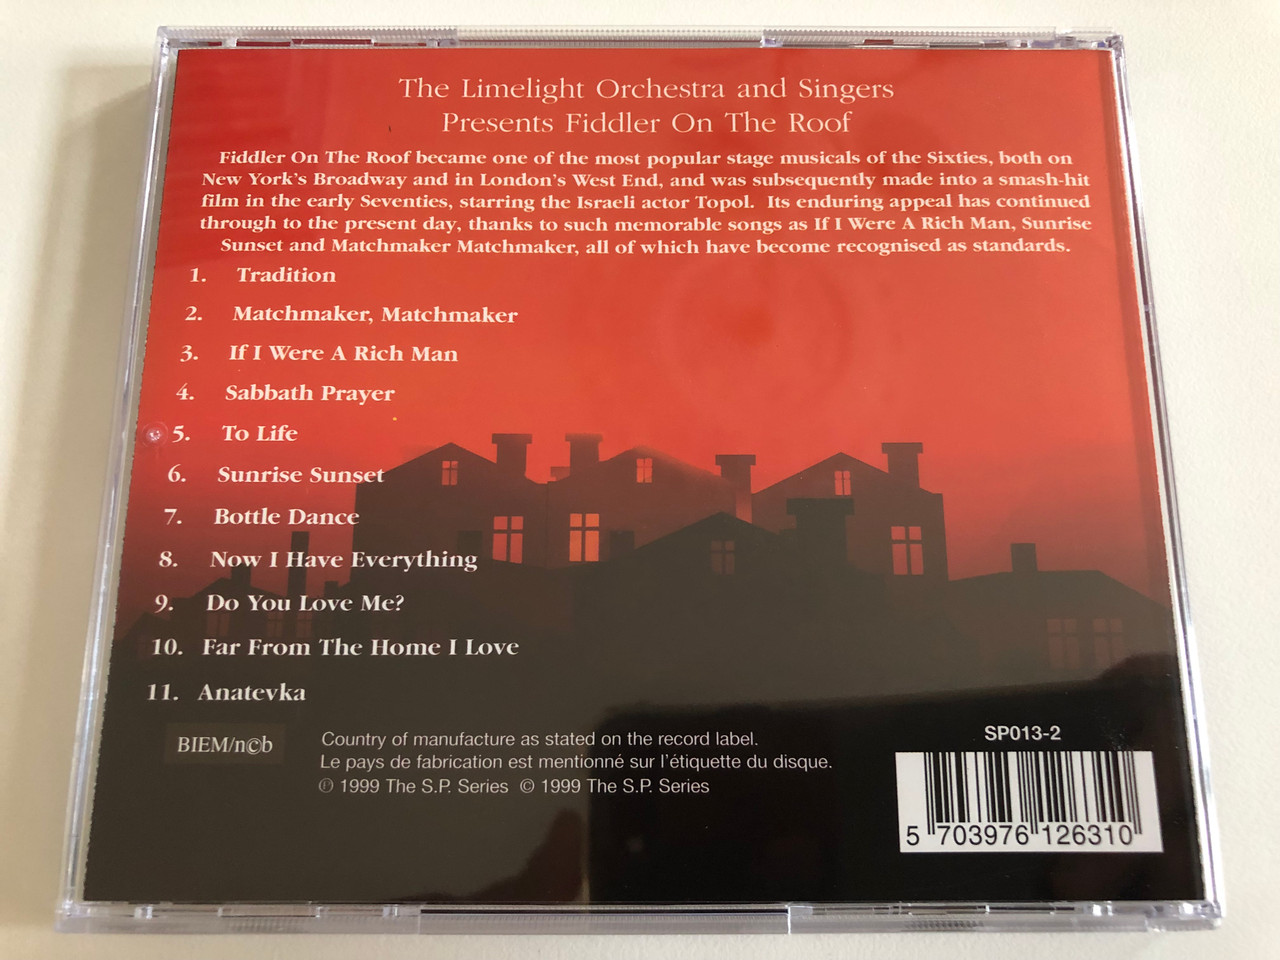 The Limelight Orchestra and Singers
Presents Fiddler On The Roof
Fiddler On The Roof became one of the most popular stage musicals of the Sixties, both on
New York's Broadway and in London's West End, and was subsequently made into a smash-hit
film in the early Seventies, starring the Israeli actor Topol. Its enduring appeal has continued
through to the present day, thanks to such memorable songs as If I Were A Rich Man, Sunrise
Sunset and Matchmaker Matchmaker, all of which have become recognised as standards.
1. Tradition
2. Matchmaker, Matchmaker
3. If I Were A Rich Man
4. Sabbath Prayer
5. To Life
6. Sunrise Sunset
7. Bottle Dance
8. Now I Have Everything
9. Do You Love Me?
10. Far From The Home I Love
11. Anatevka
BIEM/n©b
Country of manufacture as stated on the record label.
Le pays de fabrication est mentionné sur l'étiquette du disque.
℗ 1999 The S.P. Series © 1999 The S.P. Series
SP013-2
5 703976 126310